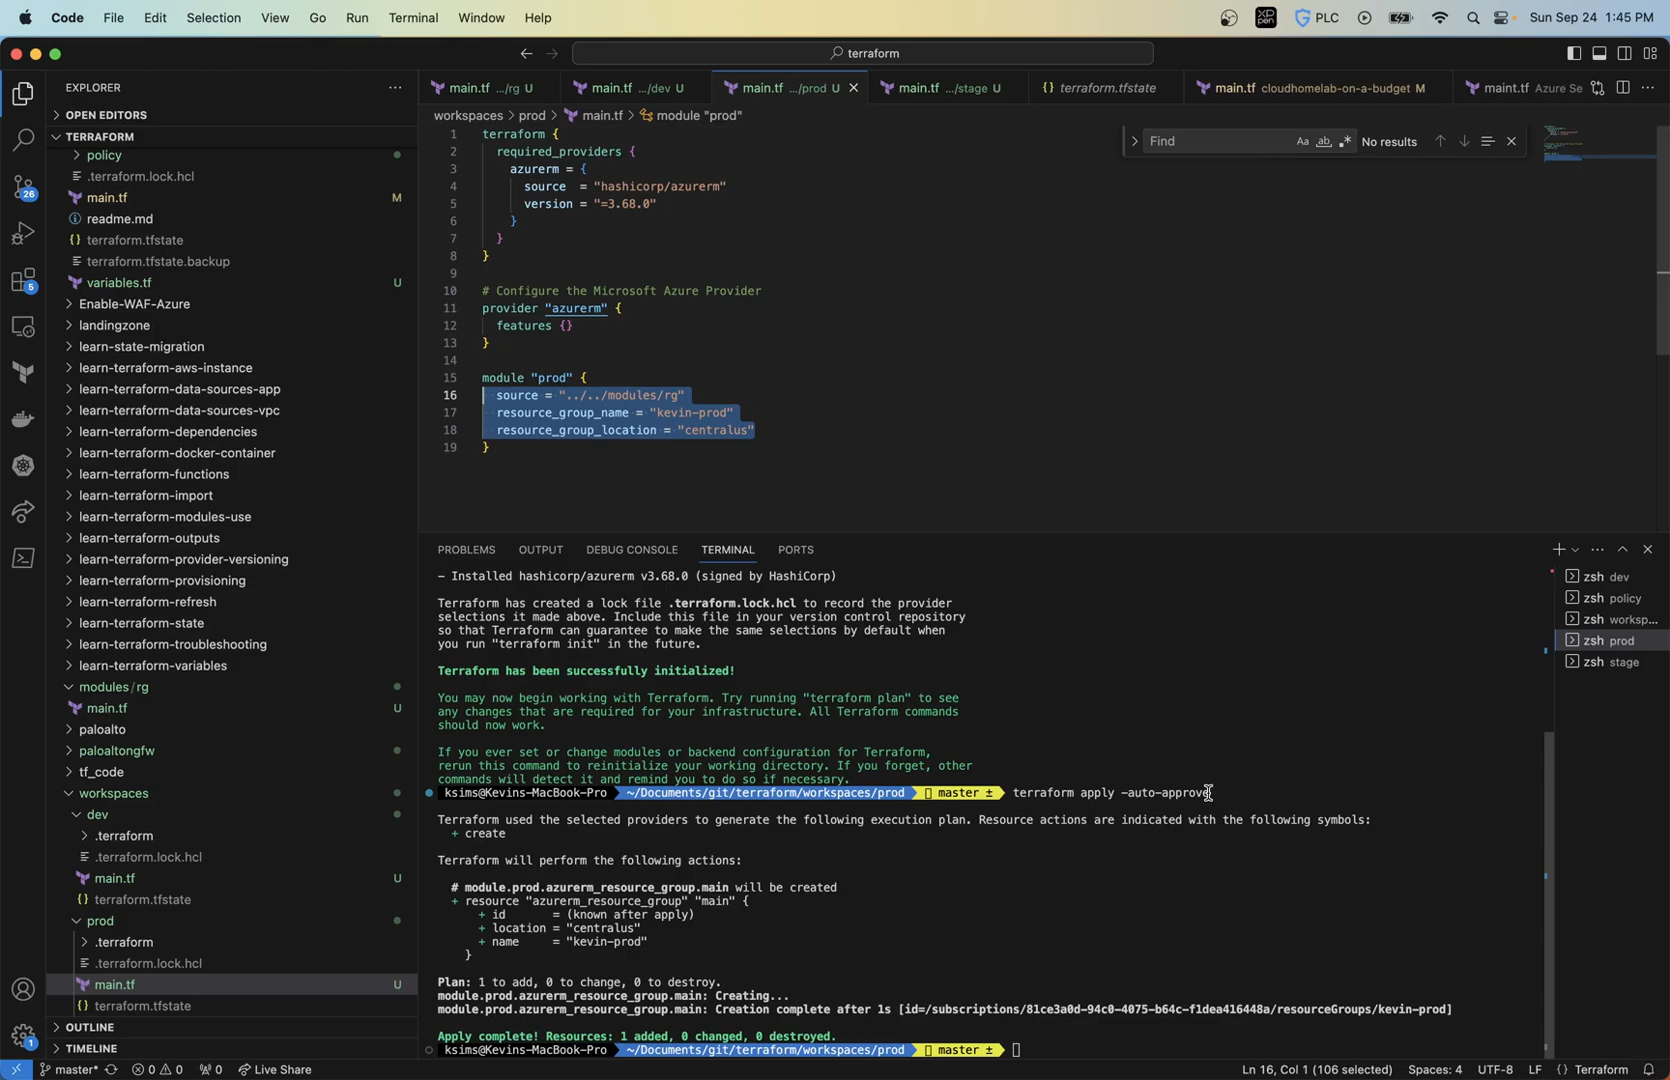 Code File Edit Selection View Go Run Terminal Window Help
PLC Sun Sep 24 1:45 PM
terraform
EXPLORER
OPEN EDITORS
TERRAFORM
policy
.terraform.lock.hcl
main.tf M
readme.md
terraform.tfstate
terraform.tfstate.backup
variables.tf U
Enable-WAF-Azure
landingzone
learn-state-migration
learn-terraform-aws-instance
learn-terraform-data-sources-app
learn-terraform-data-sources-vpc
learn-terraform-dependencies
learn-terraform-docker-container
learn-terraform-functions
learn-terraform-import
learn-terraform-modules-use
learn-terraform-outputs
learn-terraform-provider-versioning
learn-terraform-provisioning
learn-terraform-refresh
learn-terraform-state
learn-terraform-troubleshooting
learn-terraform-variables
modules/rg
main.tf U
paloalto
paloaltongfw
tf_code
workspaces
dev
.terraform
.terraform.lock.hcl
main.tf U
terraform.tfstate
prod
.terraform
.terraform.lock.hcl
main.tf U
terraform.tfstate
OUTLINE
TIMELINE
26
5
1
main.tf .../rg U
main.tf .../dev U
main.tf .../prod U
main.tf .../stage U
terraform.tfstate
main.tf cloudhomelab-on-a-budget M
maint.tf Azure Se
workspaces > prod > main.tf > module "prod"
Find Aa ab No results
1 terraform {
2 required_providers {
3 azurerm = {
4 source = "hashicorp/azurerm"
5 version = "=3.68.0"
6 }
7 }
8 }
9
10 # Configure the Microsoft Azure Provider
11 provider "azurerm" {
12 features {}
13 }
14
15 module "prod" {
16 source = "../../modules/rg"
17 resource_group_name = "kevin-prod"
18 resource_group_location = "centralus"
19 }
PROBLEMS OUTPUT DEBUG CONSOLE TERMINAL PORTS
- Installed hashicorp/azurerm v3.68.0 (signed by HashiCorp)
Terraform has created a lock file .terraform.lock.hcl to record the provider
selections it made above. Include this file in your version control repository
so that Terraform can guarantee to make the same selections by default when
you run "terraform init" in the future.
Terraform has been successfully initialized!
You may now begin working with Terraform. Try running "terraform plan" to see
any changes that are required for your infrastructure. All Terraform commands
should now work.
If you ever set or change modules or backend configuration for Terraform,
rerun this command to reinitialize your working directory. If you forget, other
commands will detect it and remind you to do so if necessary.
ksims@Kevins-MacBook-Pro ~/Documents/git/terraform/workspaces/prod master ± terraform apply -auto-approve
Terraform used the selected providers to generate the following execution plan. Resource actions are indicated with the following symbols:
+ create
Terraform will perform the following actions:
# module.prod.azurerm_resource_group.main will be created
+ resource "azurerm_resource_group" "main" {
+ id = (known after apply)
+ location = "centralus"
+ name = "kevin-prod"
}
Plan: 1 to add, 0 to change, 0 to destroy.
module.prod.azurerm_resource_group.main: Creating...
module.prod.azurerm_resource_group.main: Creation complete after 1s [id=/subscriptions/81ce3a0d-94c0-4075-b64c-f1dea416448a/resourceGroups/kevin-prod]
Apply complete! Resources: 1 added, 0 changed, 0 destroyed.
ksims@Kevins-MacBook-Pro ~/Documents/git/terraform/workspaces/prod master ±
zsh dev
zsh policy
zsh worksp...
zsh prod
zsh stage
master* 0 0 0 Live Share
Ln 16, Col 1 (106 selected) Spaces: 4 UTF-8 LF {} Terraform